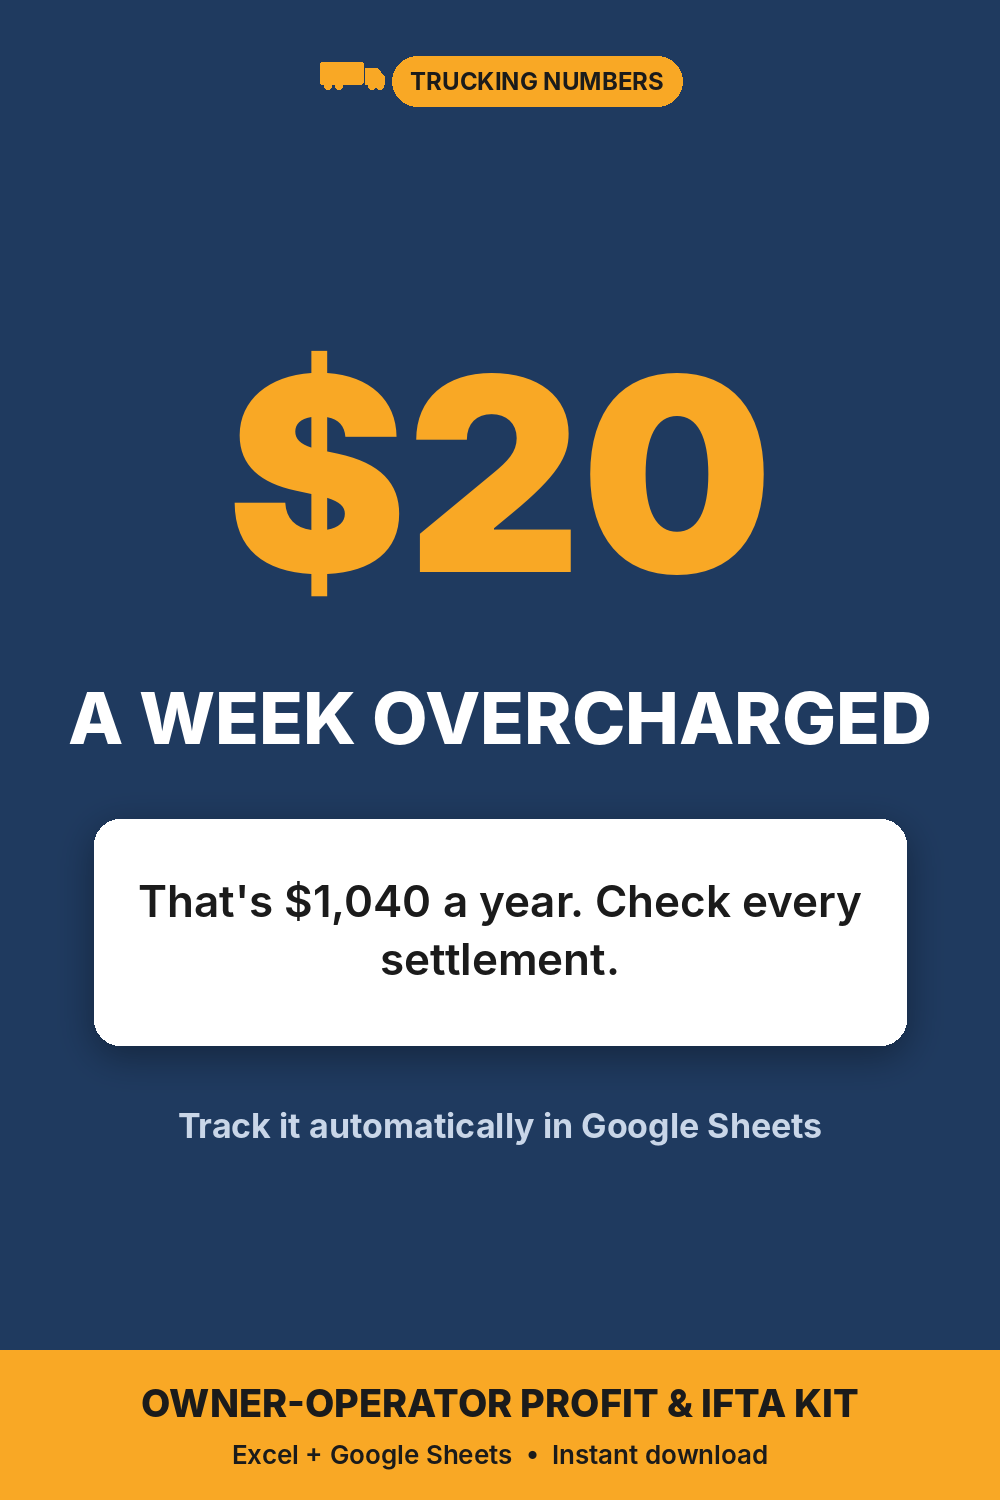 TRUCKING NUMBERS
$20
A WEEK OVERCHARGED
That's $1,040 a year. Check every
settlement.
Track it automatically in Google Sheets
OWNER-OPERATOR PROFIT & IFTA KIT
Excel + Google Sheets • Instant download